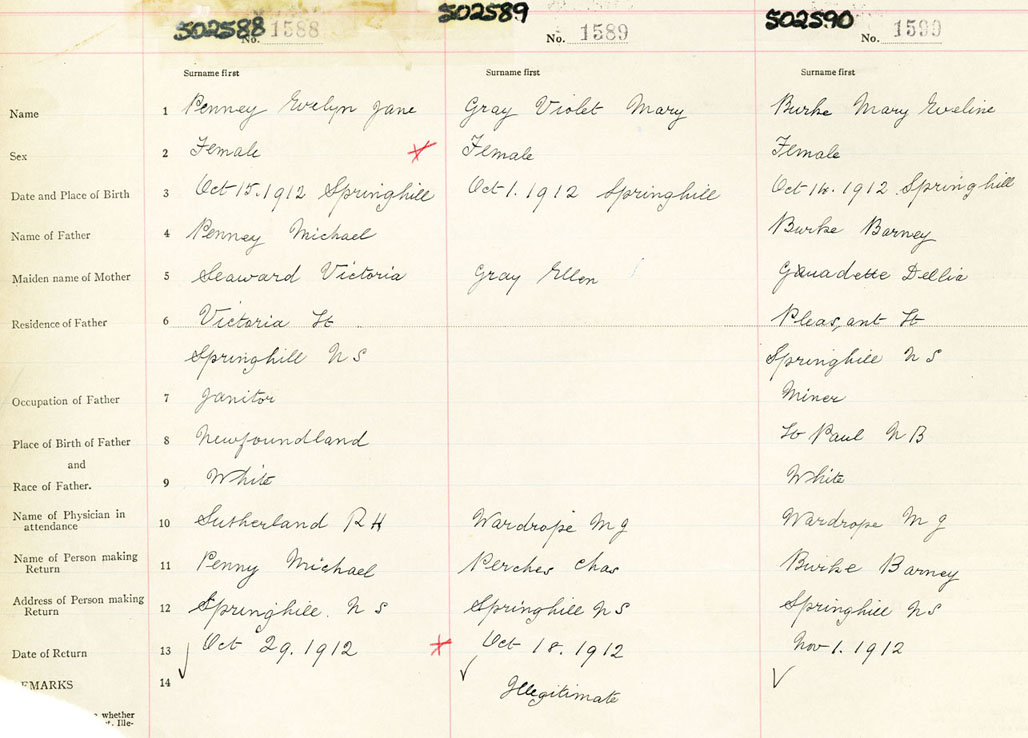 502588 502589 502590
No. 1588 No. 1589 No. 1590
Surname first Surname first Surname first
Name 1 Penney Evelyn Jane Gray Violet Mary Burke Mary Eveline
Sex 2 Female Female Female
Date and Place of Birth 3 Oct 15. 1912 Springhill Oct 1. 1912 Springhill Oct 16. 1912 Springhill
Name of Father 4 Penney Michael Burke Barney
Maiden name of Mother 5 Seaward Victoria Gray Ellen Dellia
Residence of Father 6 Victoria St Pleasant St
Springhill N S Springhill N S
Occupation of Father 7 Janitor Miner
Place of Birth of Father 8 Newfoundland St Paul N B
and
Race of Father. 9 White White
Name of Physician in
attendance 10 Sutherland R H Wardrope M J Wardrope M J
Name of Person making
Return 11 Penny Michael Perches Chas Burke Barney
Address of Person making
Return 12 Springhill. N S Springhill N S Springhill N S
Date of Return 13 Oct 29. 1912 Oct 18. 1912 Nov 1. 1912
EMARKS 14 Illegitimate
whether
t. Ille-